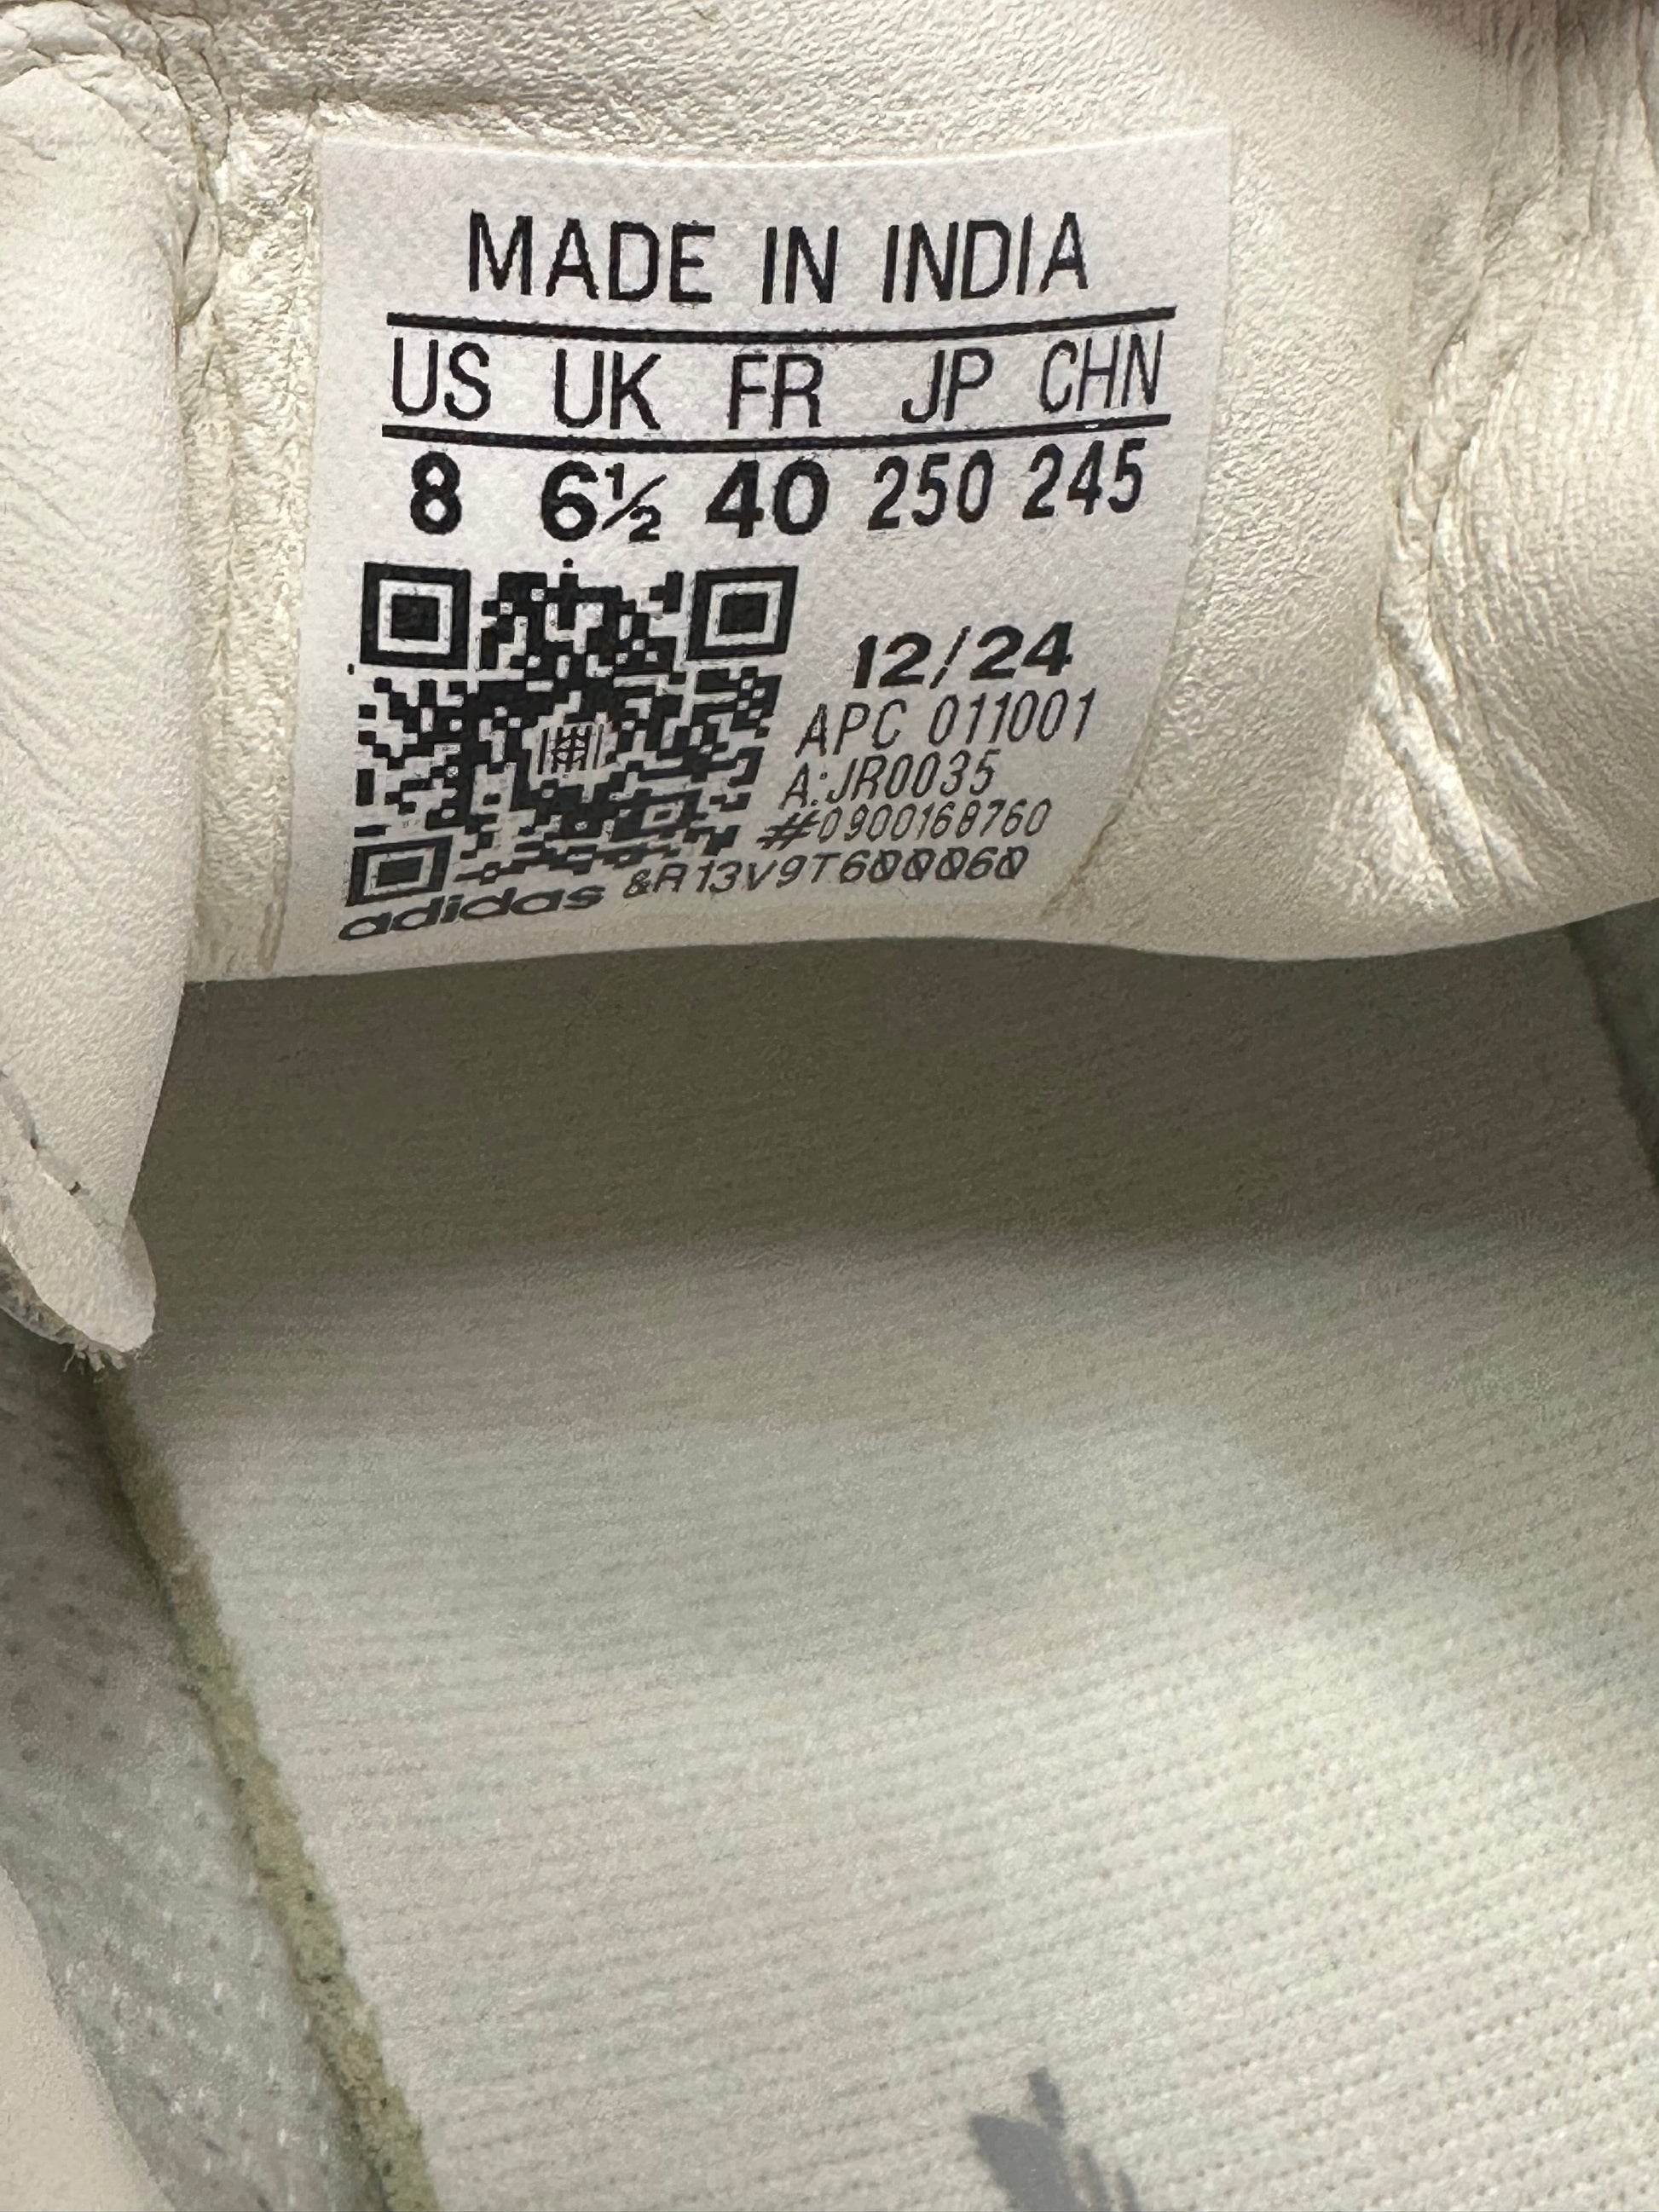 MADE IN INDIA
US UK FR JP CHN
8 6½ 40 250 245
12/24
APC 011001
A:JR0035
#0900168760
&R13V9T600060
adidas